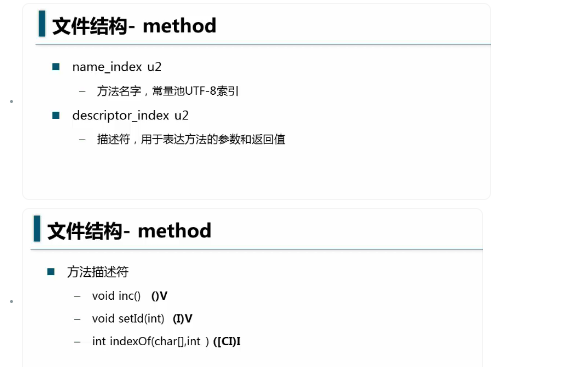 文件结构- method
name_index u2
– 方法名字，常量池UTF-8索引
descriptor_index u2
– 描述符，用于表达方法的参数和返回值
文件结构- method
方法描述符
– void inc() ()V
– void setId(int) (I)V
– int indexOf(char[],int ) ([CI)I